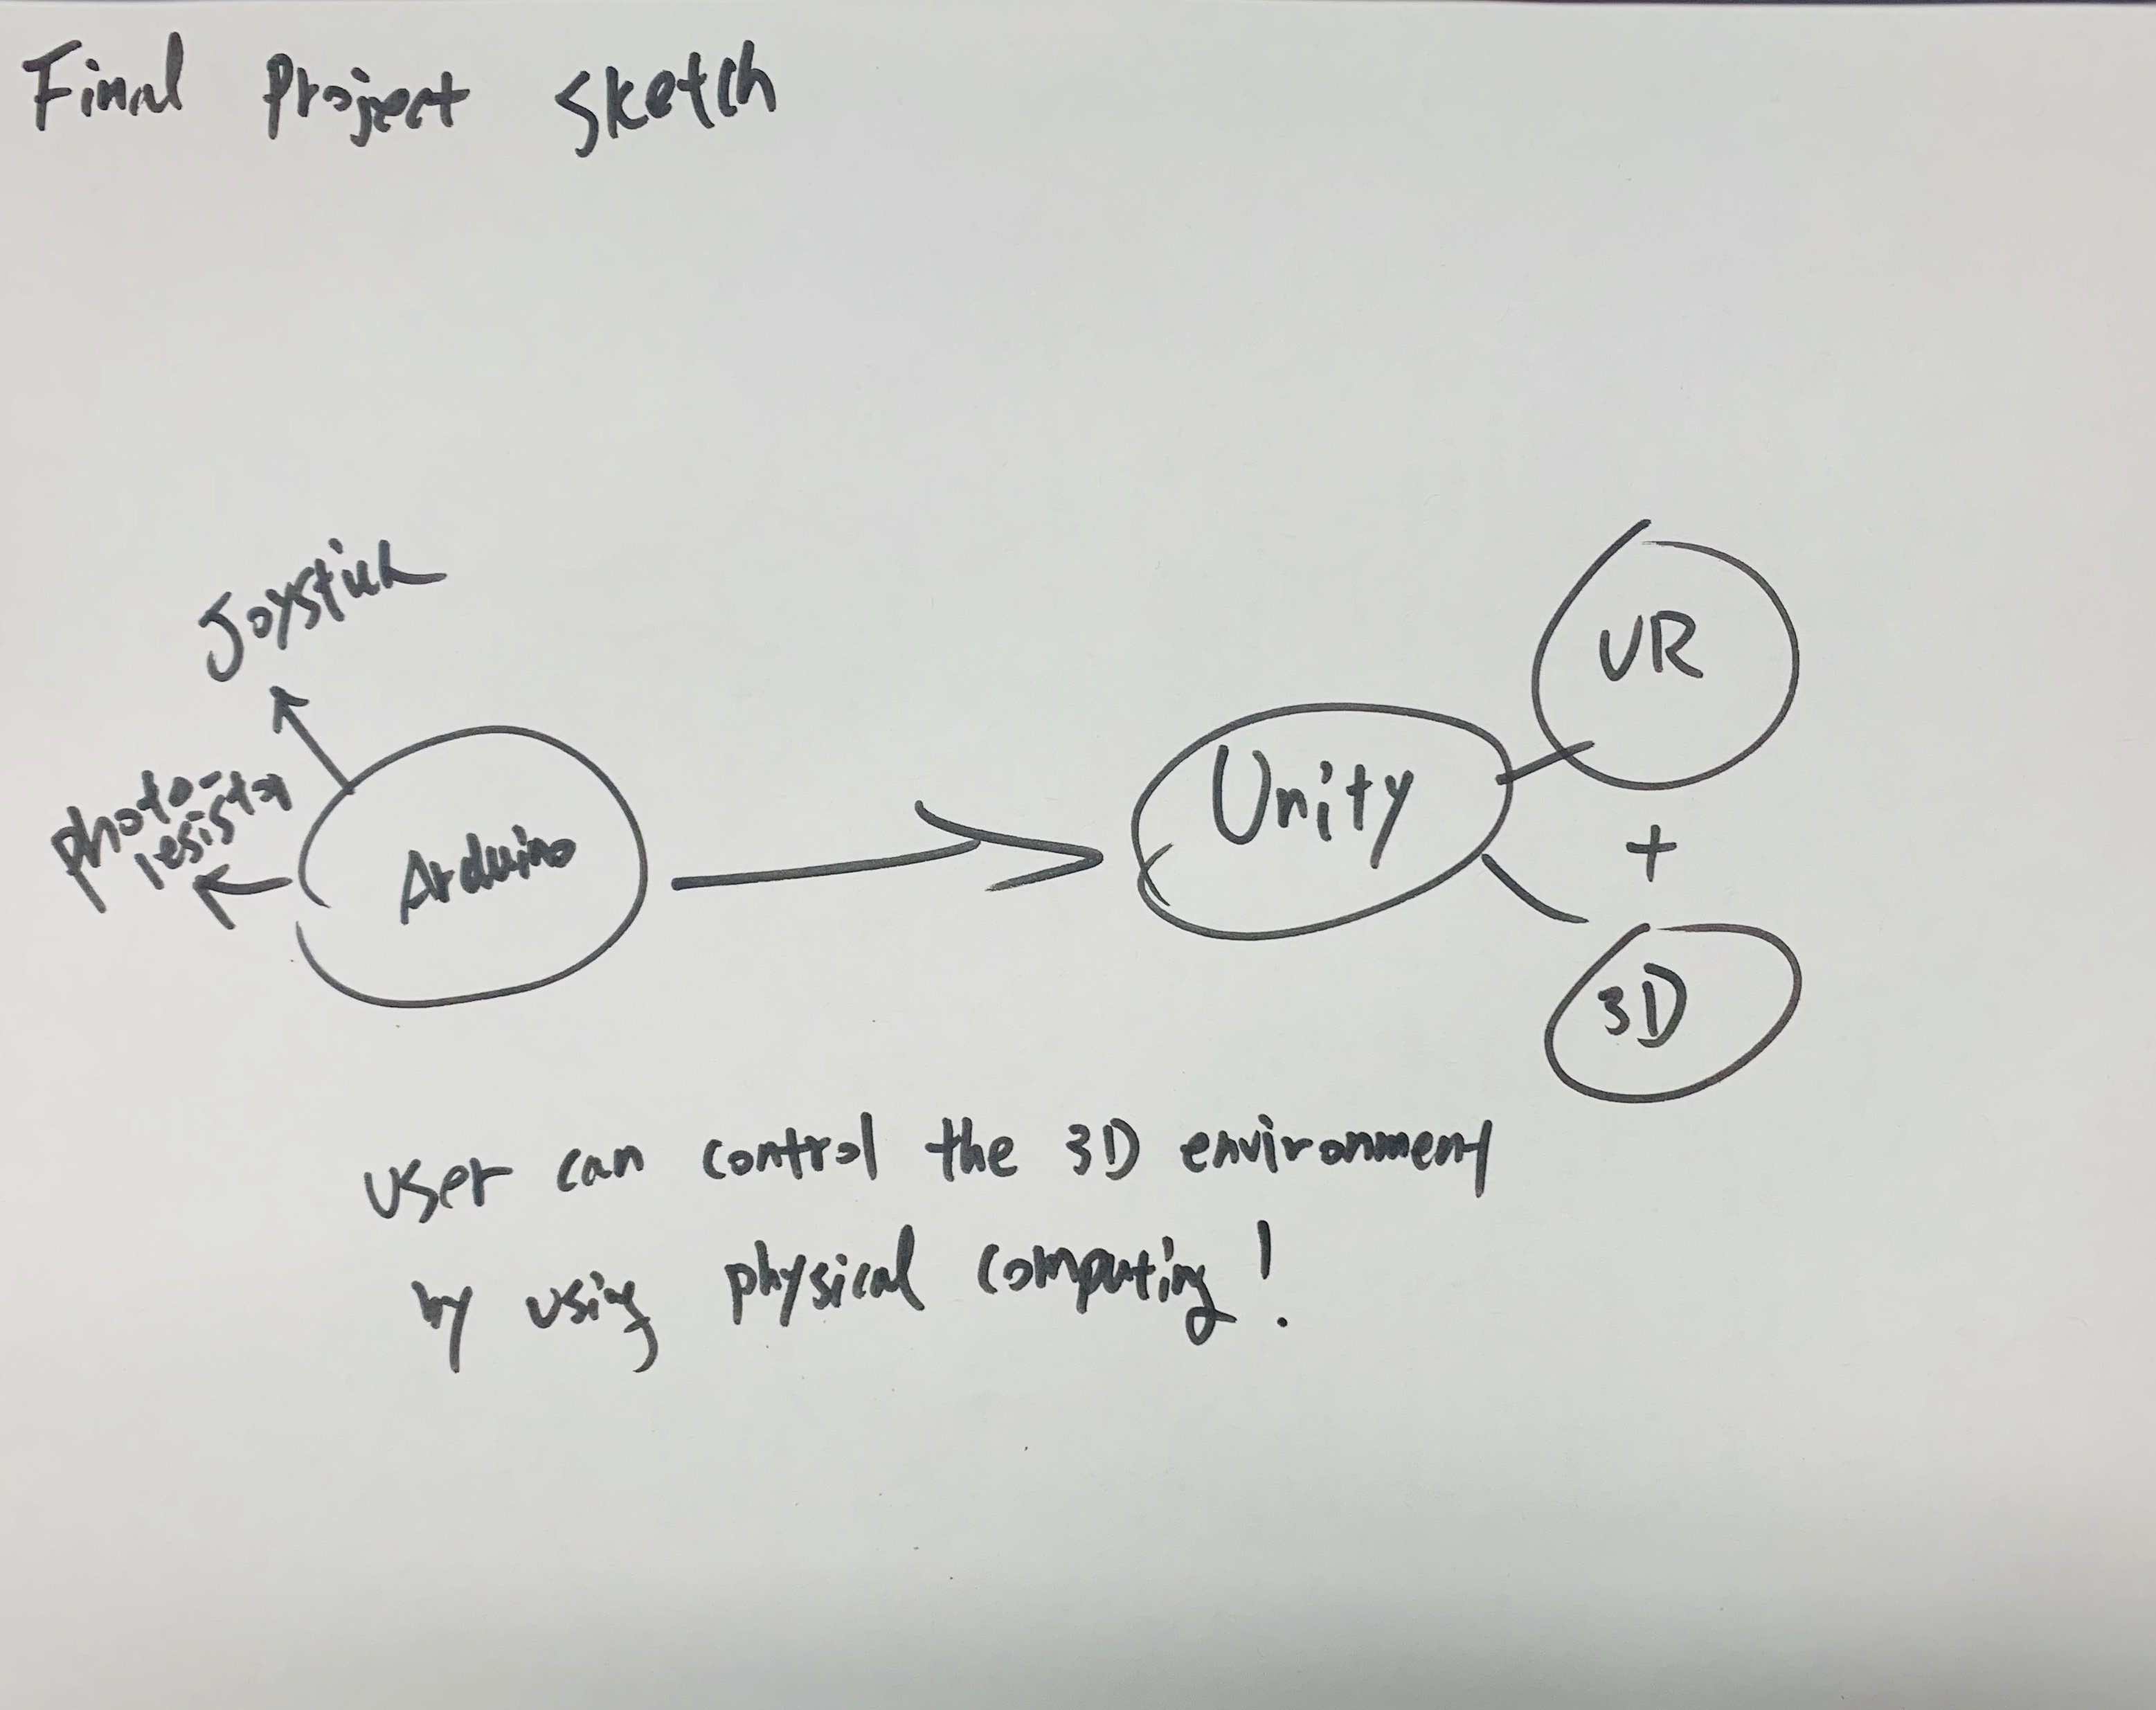 Final Project Sketch
Joystick
photo-
resistor
Arduino
Unity
VR
+
3D
user can control the 3D environment
by using physical computing!